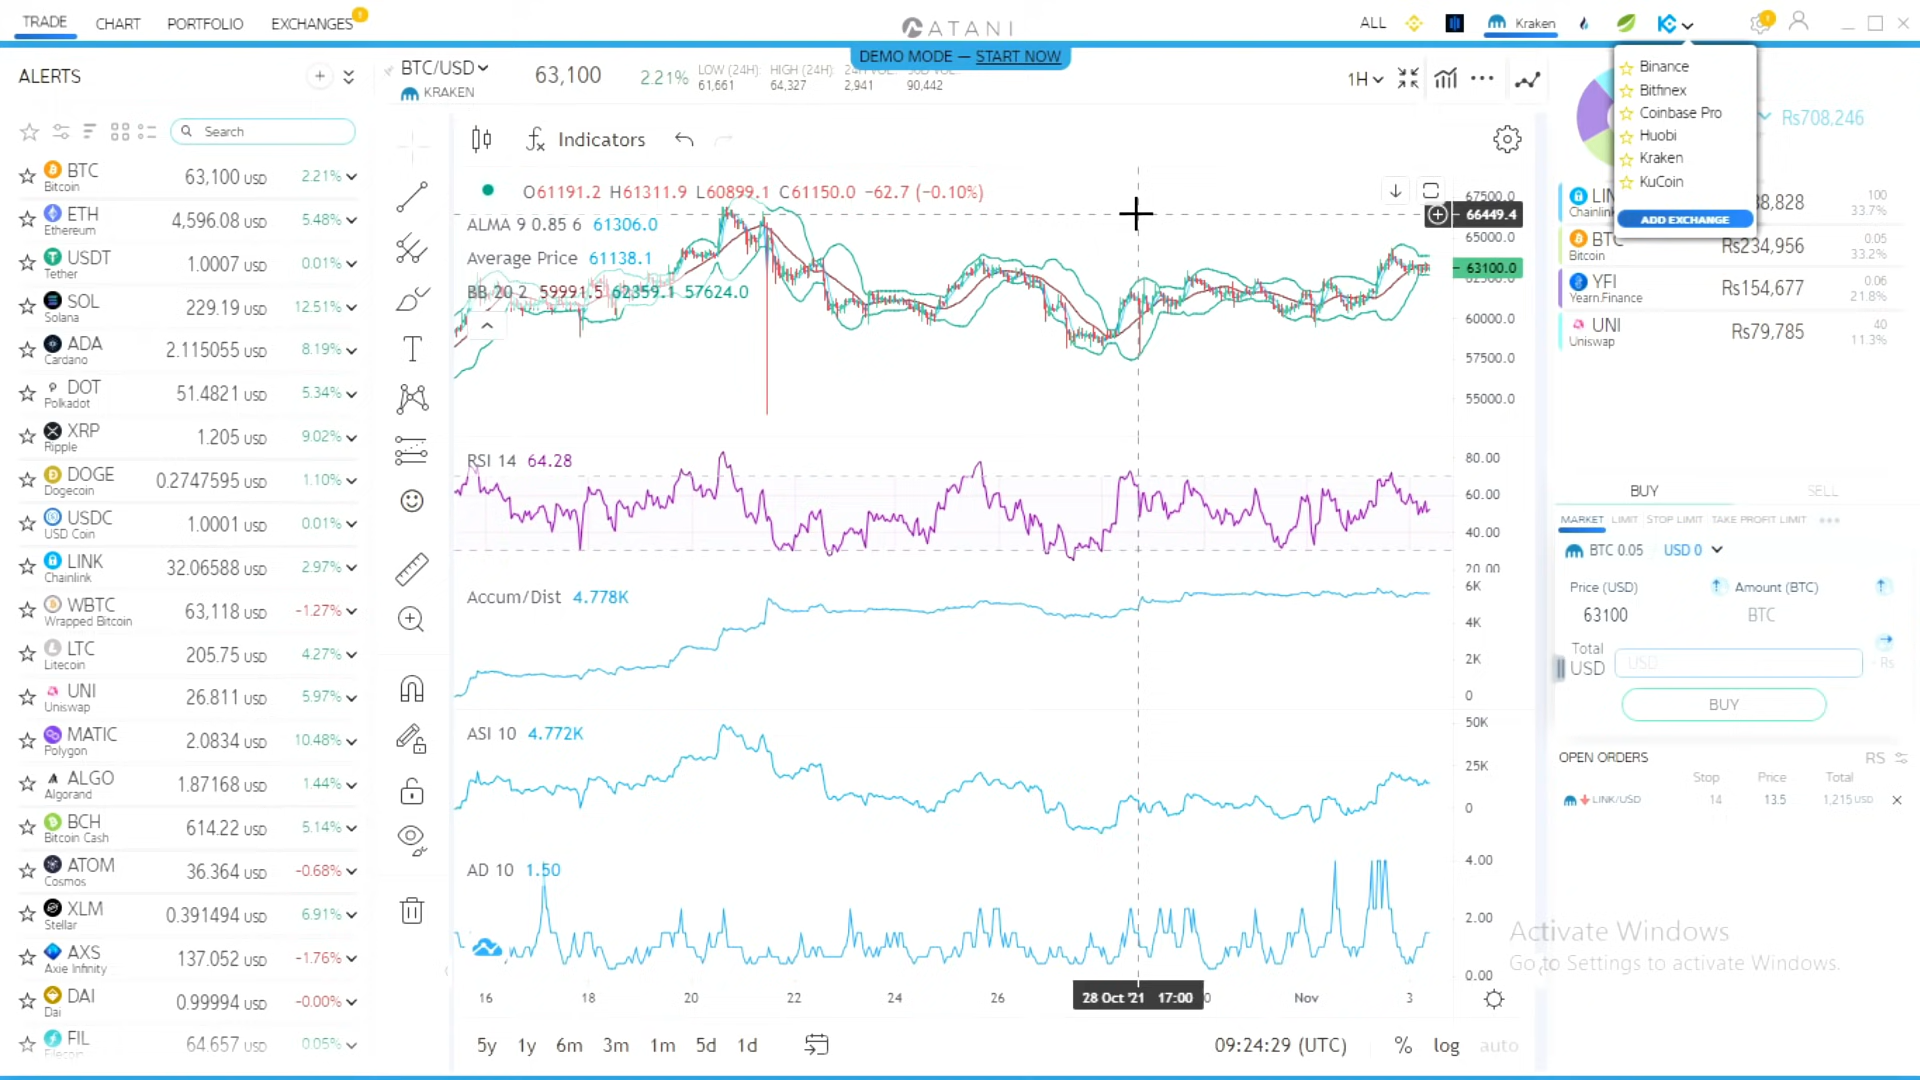 TRADE CHART PORTFOLIO EXCHANGES
ATANI
ALL Kraken
DEMO MODE — START NOW
ALERTS
Search
BTC 63,100 USD 2.21%
Bitcoin
ETH 4,596.08 USD 5.48%
Ethereum
USDT 1.0007 USD 0.01%
Tether
SOL 229.19 USD 12.51%
Solana
ADA 2.115055 USD 8.19%
Cardano
DOT 51.4821 USD 5.34%
Polkadot
XRP 1.205 USD 9.02%
Ripple
DOGE 0.2747595 USD 1.10%
Dogecoin
USDC 1.0001 USD 0.01%
USD Coin
LINK 32.06588 USD 2.97%
Chainlink
WBTC 63,118 USD -1.27%
Wrapped Bitcoin
LTC 205.75 USD 4.27%
Litecoin
UNI 26.811 USD 5.97%
Uniswap
MATIC 2.0834 USD 10.48%
Polygon
ALGO 1.87168 USD 1.44%
Algorand
BCH 614.22 USD 5.14%
Bitcoin Cash
ATOM 36.364 USD -0.68%
Cosmos
XLM 0.391494 USD 6.91%
Stellar
AXS 137.052 USD -1.76%
Axie Infinity
DAI 0.99994 USD -0.00%
Dai
FIL 64.657 USD 0.05%
BTC/USD 63,100 2.21%
KRAKEN
LOW (24H): HIGH (24H):
61,661 64,327 2,941 90,442
1H
Indicators
O61191.2 H61311.9 L60899.1 C61150.0 −62.7 (−0.10%)
ALMA 9 0.85 6 61306.0
Average Price 61138.1
BB 20 2 59991.5 62359.1 57624.0
67500.0
66449.4
65000.0
63100.0
60000.0
57500.0
55000.0
RSI 14 64.28
80.00
60.00
40.00
20.00
Accum/Dist 4.778K
6K
4K
2K
0
ASI 10 4.772K
50K
25K
0
AD 10 1.50
4.00
2.00
0.00
16 18 20 22 24 26 28 Oct '21 17:00 Nov 3
5y 1y 6m 3m 1m 5d 1d
09:24:29 (UTC) % log auto
Binance
Bitfinex
Coinbase Pro
Huobi
Kraken
KuCoin
ADD EXCHANGE
Rs708,246
100
33.7%
BTC Rs234,956 0.05
Bitcoin 33.2%
YFI Rs154,677 0.06
Yearn.Finance 21.8%
UNI Rs79,785 40
Uniswap 11.3%
BUY SELL
MARKET LIMIT STOP LIMIT TAKE PROFIT LIMIT
BTC 0.05 USD 0
Price (USD) Amount (BTC)
63100 BTC
Total
USD USD - Rs
BUY
OPEN ORDERS RS
Stop Price Total
LINK/USD 14 13.5 1,215 USD
Activate Windows
Go to Settings to activate Windows.